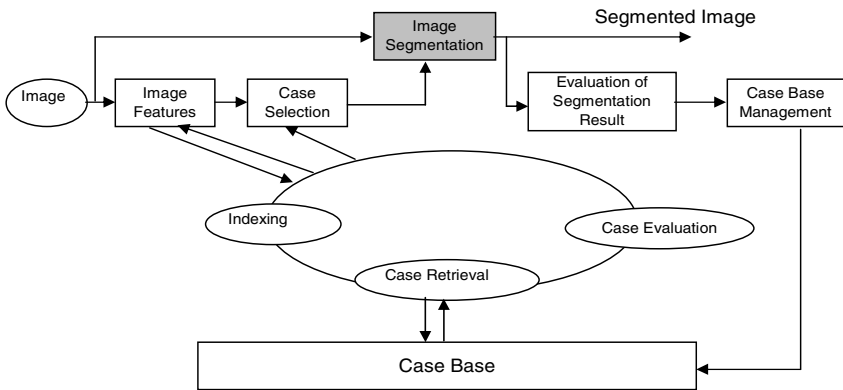 Image
Segmentation
Segmented Image
Image
Image
Features
Case
Selection
Evaluation of
Segmentation
Result
Case Base
Management
Indexing
Case Evaluation
Case Retrieval
Case Base